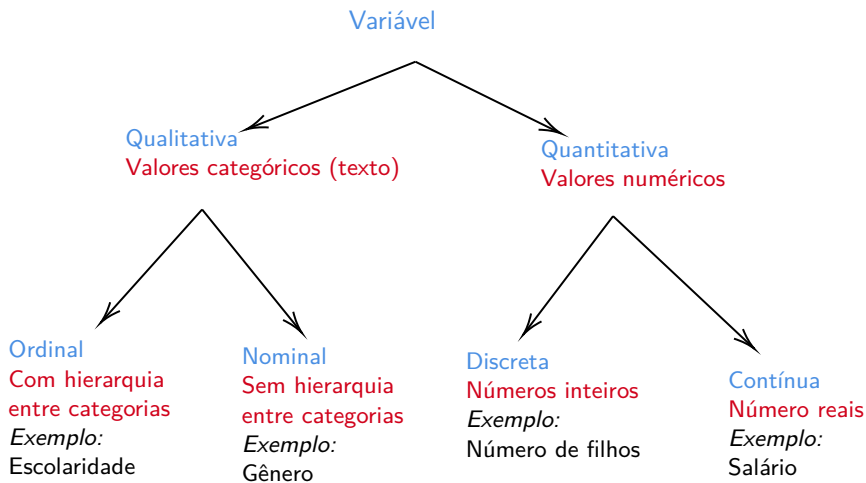 Variável
Qualitativa
Valores categóricos (texto)
Quantitativa
Valores numéricos
Ordinal
Com hierarquia
entre categorias
Exemplo:
Escolaridade
Nominal
Sem hierarquia
entre categorias
Exemplo:
Gênero
Discreta
Números inteiros
Exemplo:
Número de filhos
Contínua
Número reais
Exemplo:
Salário